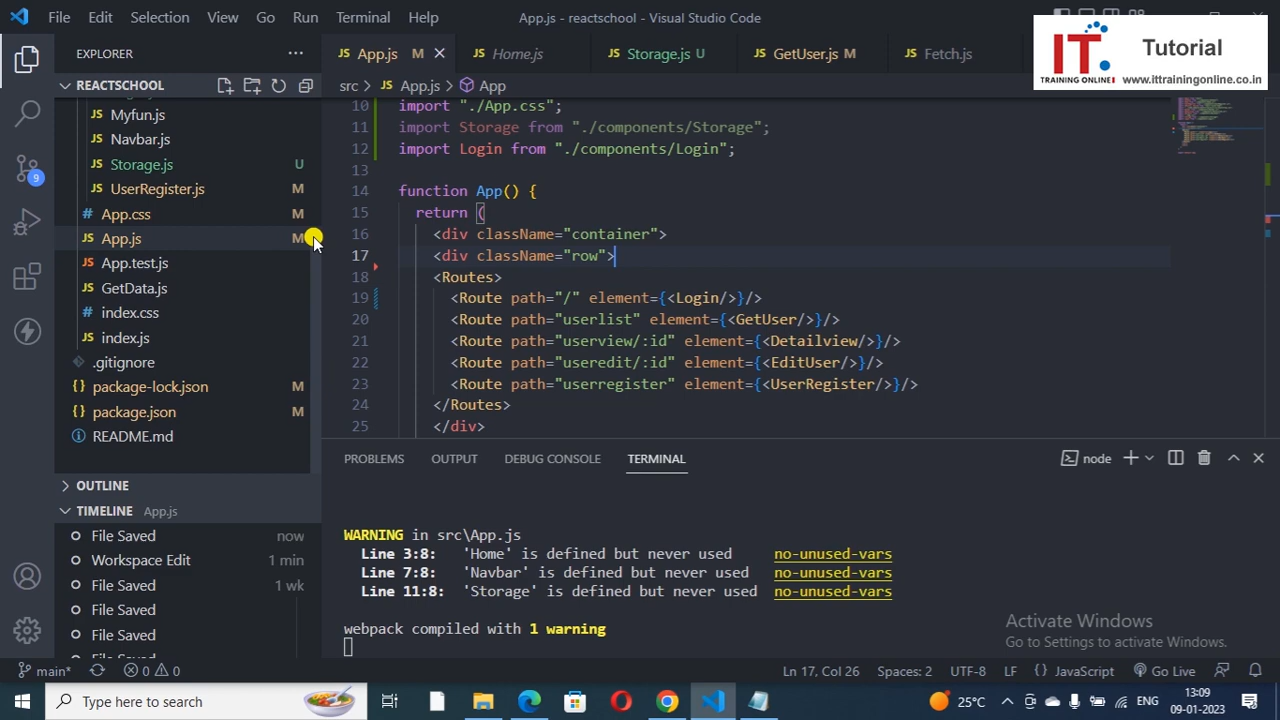 File Edit Selection View Go Run Terminal Help
App.js - reactschool - Visual Studio Code
IT.
TRAINING ONLINE
Tutorial
www.ittrainingonline.co.in
EXPLORER
App.js M
Home.js
Storage.js U
GetUser.js M
Fetch.js
REACTSCHOOL
src > App.js > App
Myfun.js
Navbar.js
Storage.js U
UserRegister.js M
App.css M
App.js M
App.test.js
GetData.js
index.css
index.js
.gitignore
package-lock.json M
package.json M
README.md
9
OUTLINE
TIMELINE App.js
File Saved now
Workspace Edit 1 min
File Saved 1 wk
File Saved
File Saved
10 import "./App.css";
11 import Storage from "./components/Storage";
12 import Login from "./components/Login";
13
14 function App() {
15 return (
16 <div className="container">
17 <div className="row">
18 <Routes>
19 <Route path="/" element={<Login/>}/>
20 <Route path="userlist" element={<GetUser/>}/>
21 <Route path="userview/:id" element={<Detailview/>}/>
22 <Route path="useredit/:id" element={<EditUser/>}/>
23 <Route path="userregister" element={<UserRegister/>}/>
24 </Routes>
25 </div>
PROBLEMS OUTPUT DEBUG CONSOLE TERMINAL
node
WARNING in src\App.js
Line 3:8: 'Home' is defined but never used no-unused-vars
Line 7:8: 'Navbar' is defined but never used no-unused-vars
Line 11:8: 'Storage' is defined but never used no-unused-vars
webpack compiled with 1 warning
Activate Windows
Go to Settings to activate Windows.
main* 0 0
Ln 17, Col 26 Spaces: 2 UTF-8 LF {} JavaScript Go Live
Type here to search
25°C
ENG
13:09
09-01-2023